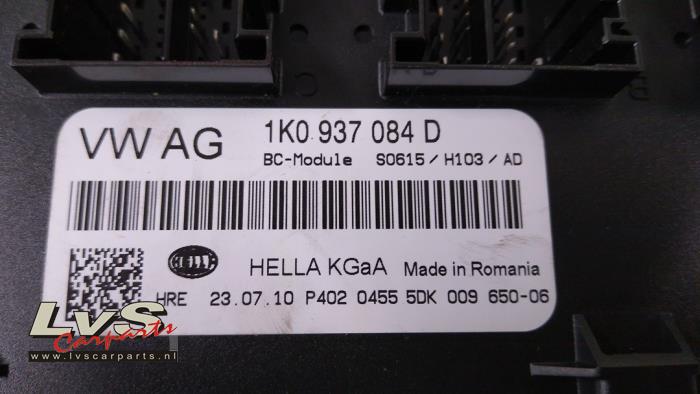 VW AG
1K0 937 084 D
BC-Module S0615 / H103 / AD
HELLA
HELLA KGaA Made in Romania
HRE 23.07.10 P402 0455 5DK 009 650-06
LvS
Carparts
www.lvscarparts.nl